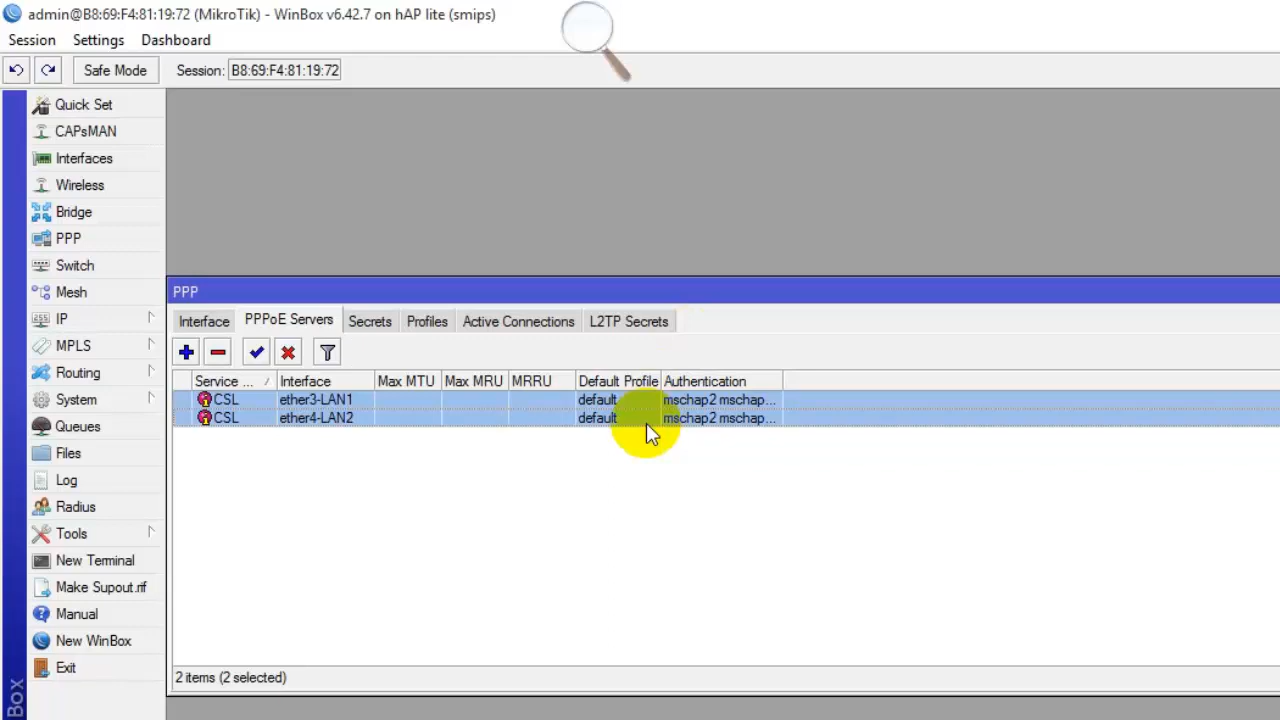 admin@B8:69:F4:81:19:72 (MikroTik) - WinBox v6.42.7 on hAP lite (smips)
Session Settings Dashboard
Safe Mode Session: B8:69:F4:81:19:72
Quick Set
CAPsMAN
Interfaces
Wireless
Bridge
PPP
Switch
Mesh
IP
MPLS
Routing
System
Queues
Files
Log
Radius
Tools
New Terminal
Make Supout.rif
Manual
New WinBox
Exit
Box
PPP
Interface PPPoE Servers Secrets Profiles Active Connections L2TP Secrets
Service ... / Interface Max MTU Max MRU MRRU Default Profile Authentication
CSL ether3-LAN1 default mschap2 mschap...
CSL ether4-LAN2 default mschap2 mschap...
2 items (2 selected)